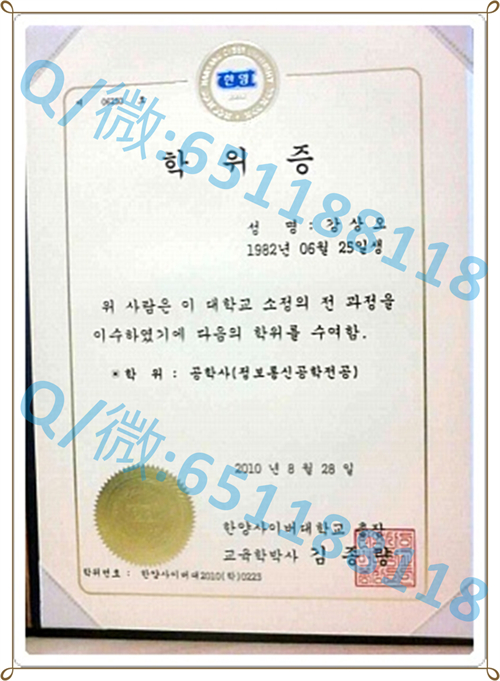 한양
제 06253 호
학 위 증
성 명 : 강 상 오
1982년 06월 25일생
위 사람은 이 대학교 소정의 전 과정을
이수하였기에 다음의 학위를 수여함.
※ 학 위 : 공학사(정보통신공학전공)
2010 년 8 월 28 일
한양사이버대학교 총장
교육학박사 김 종 량
학위번호 : 한양사이버대2010(학)0223
Q/微:651188118
Q/微:651188118